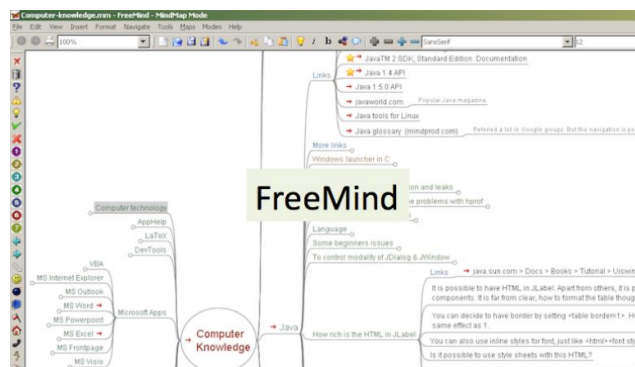 Computer-knowledge.mm - FreeMind - MindMap Mode
File Edit View Insert Format Navigate Tools Maps Modes Help
100%
SansSerif
12
JavaTM 2 SDK, Standard Edition Documentation
Java 1.4 API
Links
Java 1.5.0 API
javaworld.com
Popular Java magazine
Java tools for Linux
Java glossary (mindprod.com)
Referred a lot in Google groups. But the navigation is po
More links
Windows launcher in C
and leaks
problems with hprof
FreeMind
Computer technology
AppHelp
LaTeX
DevTools
Language
Some beginners issues
To control modality of JDialog & JWindow
VBA
MS Internet Explorer
MS Outlook
MS Word
MS Powerpoint
MS Excel
MS Frontpage
MS Visio
Microsoft Apps
Computer
Knowledge
Java
How rich is the HTML in JLabel
Links
java.sun.com > Docs > Books > Tutorial > Uiswin
It is possible to have HTML in JLabel. Apart from others, it is p
components. It is far from clear, how to format the table thoug
You can decide to have border by setting <table border=1>. H
same effect as 1.
You can also use inline styles for font, just like <html><font sty
Is it possible to use style sheets with this HTML?